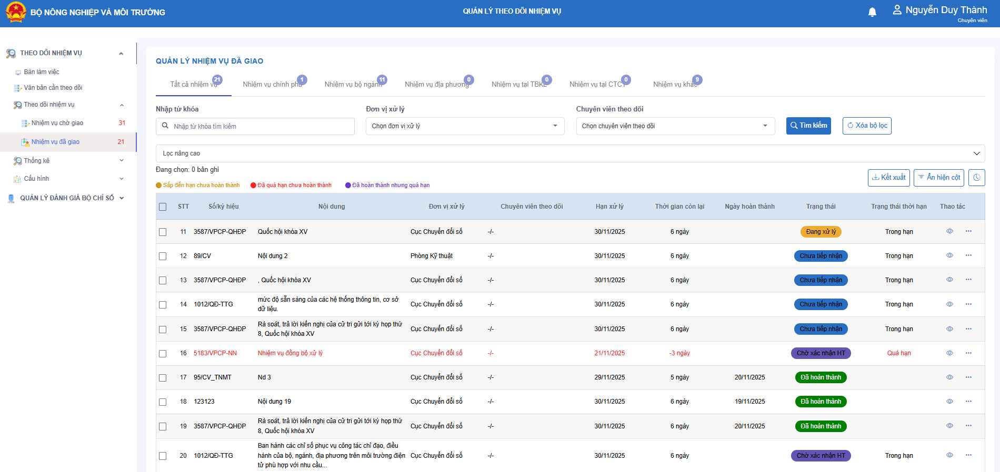 BỘ NÔNG NGHIỆP VÀ MÔI TRƯỜNG
QUẢN LÝ THEO DÕI NHIỆM VỤ
Nguyễn Duy Thành
Chuyên viên
THEO DÕI NHIỆM VỤ
Bàn làm việc
Văn bản cần theo dõi
Theo dõi nhiệm vụ
Nhiệm vụ chờ giao 31
Nhiệm vụ đã giao 21
Thống kê
Cấu hình
QUẢN LÝ ĐÁNH GIÁ BỘ CHỈ SỐ
QUẢN LÝ NHIỆM VỤ ĐÃ GIAO
Tất cả nhiệm vụ 21
Nhiệm vụ chính phủ 1
Nhiệm vụ bộ ngành 11
Nhiệm vụ địa phương 0
Nhiệm vụ tại TBKL 0
Nhiệm vụ tại CTCT 0
Nhiệm vụ khác 9
Nhập từ khóa
Nhập từ khóa tìm kiếm
Đơn vị xử lý
Chọn đơn vị xử lý
Chuyên viên theo dõi
Chọn chuyên viên theo dõi
Tìm kiếm
Xóa bộ lọc
Lọc nâng cao
Đang chọn: 0 bản ghi
Sắp đến hạn chưa hoàn thành
Đã quá hạn chưa hoàn thành
Đã hoàn thành nhưng quá hạn
Kết xuất
Ẩn hiện cột
STT Số/ký hiệu Nội dung Đơn vị xử lý Chuyên viên theo dõi Hạn xử lý Thời gian còn lại Ngày hoàn thành Trạng thái Trạng thái thời hạn Thao tác
11 3587/VPCP-QHĐP Quốc hội khóa XV Cục Chuyển đổi số -/- 30/11/2025 6 ngày Đang xử lý Trong hạn
12 89/CV Nội dung 2 Phòng Kỹ thuật -/- 30/11/2025 6 ngày Chưa tiếp nhận Trong hạn
13 3587/VPCP-QHĐP , Quốc hội khóa XV Cục Chuyển đổi số -/- 30/11/2025 6 ngày Chưa tiếp nhận Trong hạn
14 1012/QĐ-TTG mức độ sẵn sàng của các hệ thống thông tin, cơ sở
dữ liệu. Cục Chuyển đổi số -/- 30/11/2025 6 ngày Chưa tiếp nhận Trong hạn
15 3587/VPCP-QHĐP Rà soát, trả lời kiến nghị của cử tri gửi tới kỳ họp thứ
8, Quốc hội khóa XV Cục Chuyển đổi số -/- 30/11/2025 6 ngày Chưa tiếp nhận Trong hạn
16 5183/VPCP-NN Nhiệm vụ đồng bộ xử lý Cục Chuyển đổi số -/- 21/11/2025 -3 ngày Chờ xác nhận HT Quá hạn
17 95/CV_TNMT Nd 3 Cục Chuyển đổi số -/- 29/11/2025 5 ngày 20/11/2025 Đã hoàn thành
18 123123 Nội dung 19 Cục Chuyển đổi số -/- 30/11/2025 6 ngày 19/11/2025 Đã hoàn thành
19 3587/VPCP-QHĐP Rà soát, trả lời kiến nghị của cử tri gửi tới kỳ họp thứ
8, Quốc hội khóa XV Cục Chuyển đổi số -/- 30/11/2025 6 ngày 20/11/2025 Đã hoàn thành
20 1012/QĐ-TTG Ban hành các chỉ số phục vụ công tác chỉ đạo, điều
hành của bộ, ngành, địa phương trên môi trường điện
tử phù hợp với nhu cầu... Cục Chuyển đổi số -/- 30/11/2025 6 ngày Chờ xác nhận HT Trong hạn